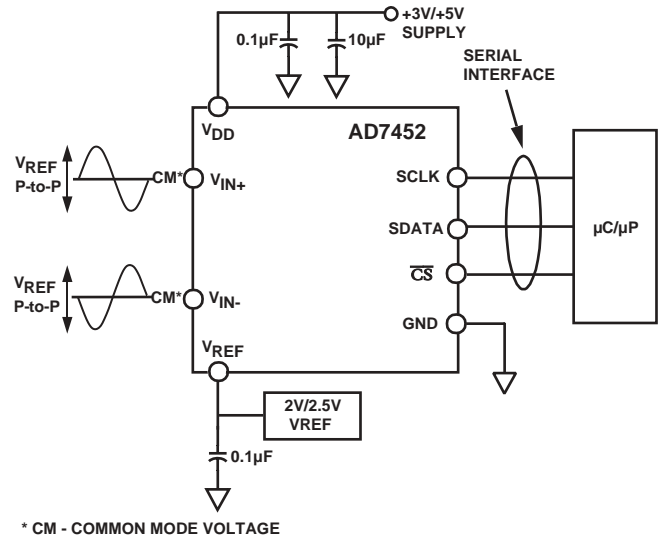 +3V/+5V
SUPPLY
0.1µF
10µF
SERIAL
INTERFACE
VDD
AD7452
VREF
P-to-P
CM*
VIN+
SCLK
SDATA
µC/µP
VREF
P-to-P
CM*
VIN-
CS
GND
VREF
2V/2.5V
VREF
0.1µF
* CM - COMMON MODE VOLTAGE